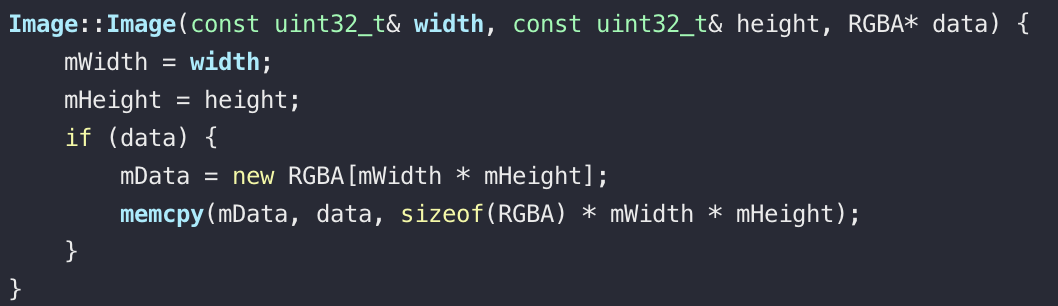 Image::Image(const uint32_t& width, const uint32_t& height, RGBA* data) {
    mWidth = width;
    mHeight = height;
    if (data) {
        mData = new RGBA[mWidth * mHeight];
        memcpy(mData, data, sizeof(RGBA) * mWidth * mHeight);
    }
}